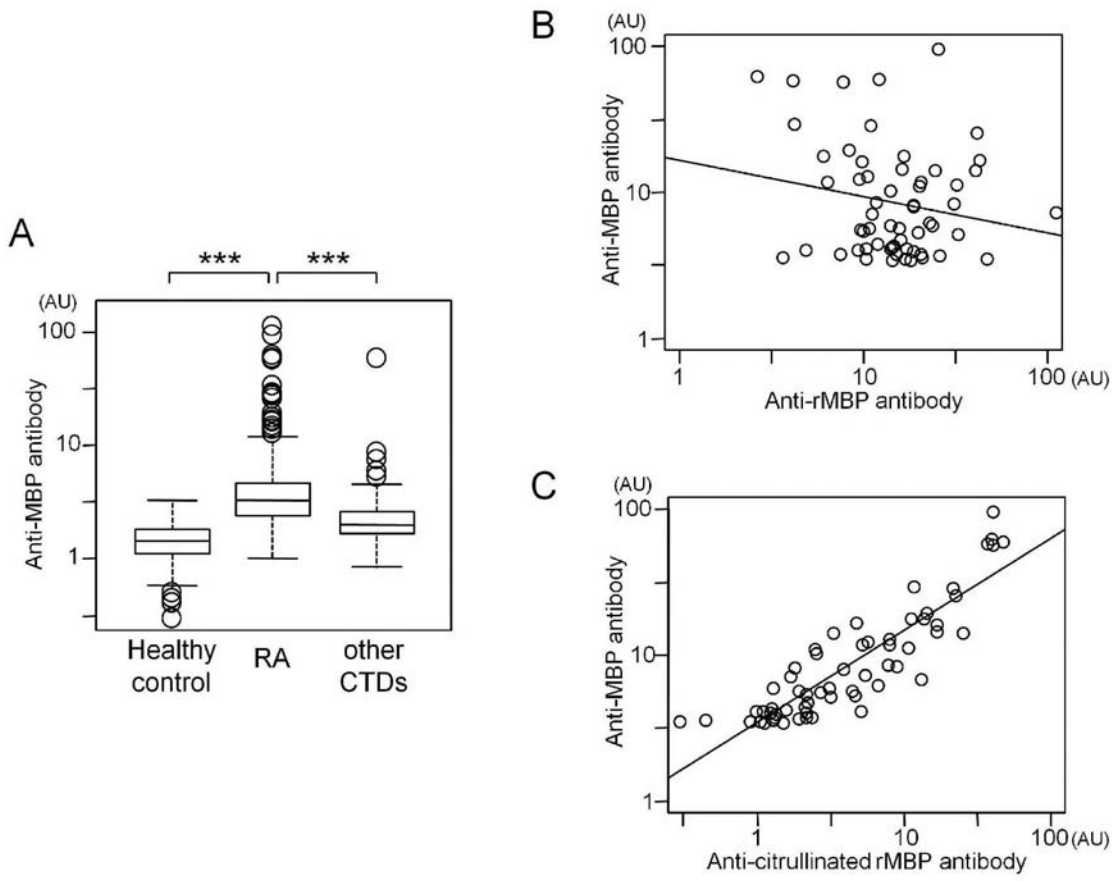 A
***
***
(AU)
100
10
1
Anti-MBP antibody
Healthy
control
RA
other
CTDs
B
(AU)
100
10
1
Anti-MBP antibody
1
10
100
(AU)
Anti-rMBP antibody
C
(AU)
100
10
1
Anti-MBP antibody
1
10
100
(AU)
Anti-citrullinated rMBP antibody